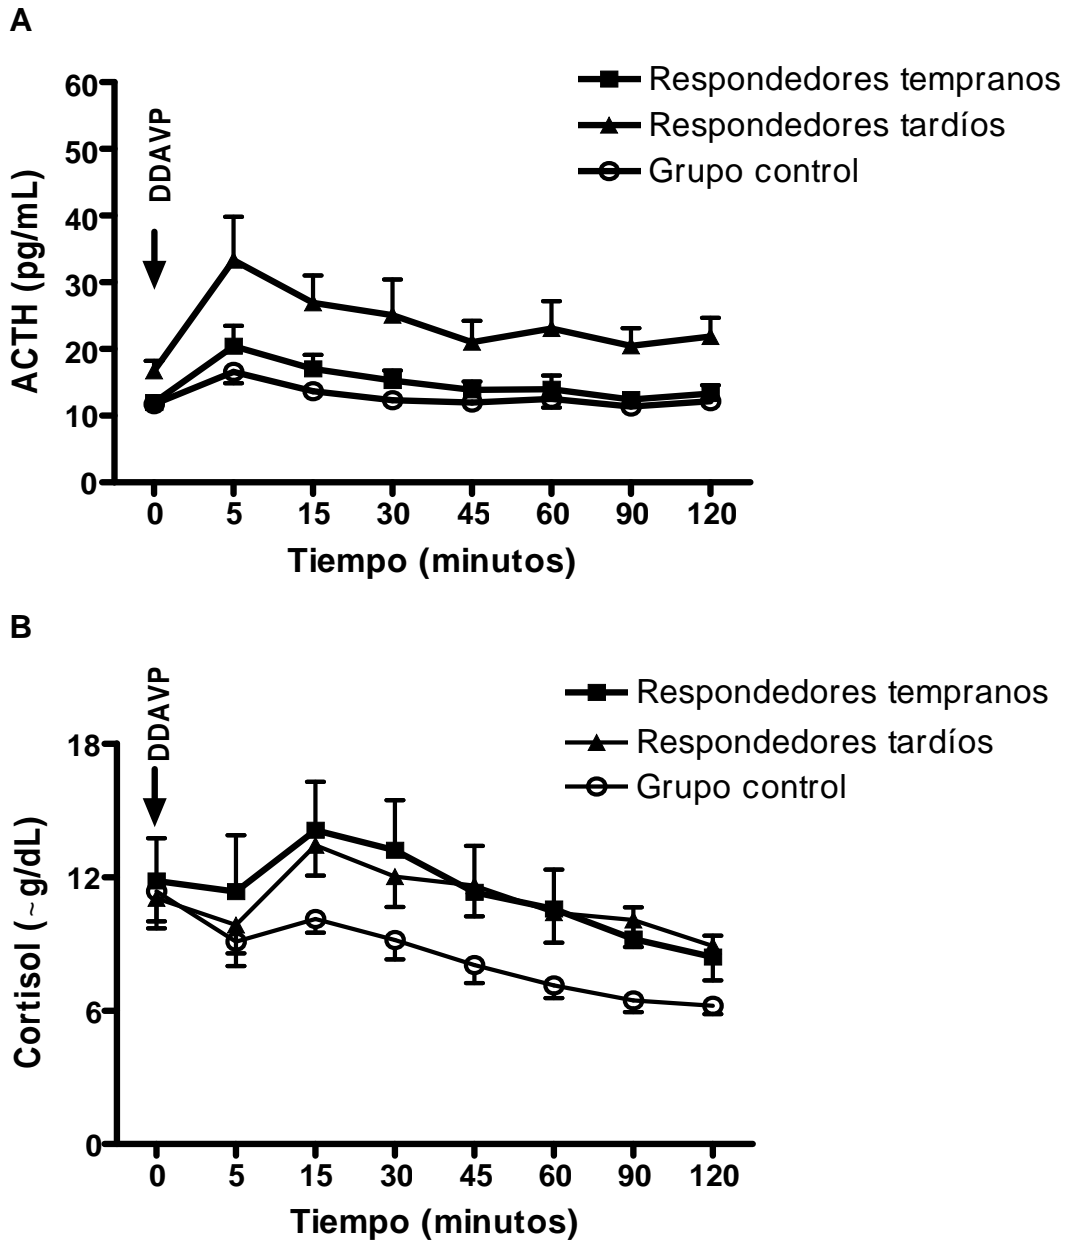 A
Respondedores tempranos
Respondedores tardíos
Grupo control
DDAVP
ACTH (pg/mL)
60
50
40
30
20
10
0
0 5 15 30 45 60 90 120
Tiempo (minutos)
B
Respondedores tempranos
Respondedores tardíos
Grupo control
DDAVP
Cortisol (~g/dL)
18
12
6
0
0 5 15 30 45 60 90 120
Tiempo (minutos)